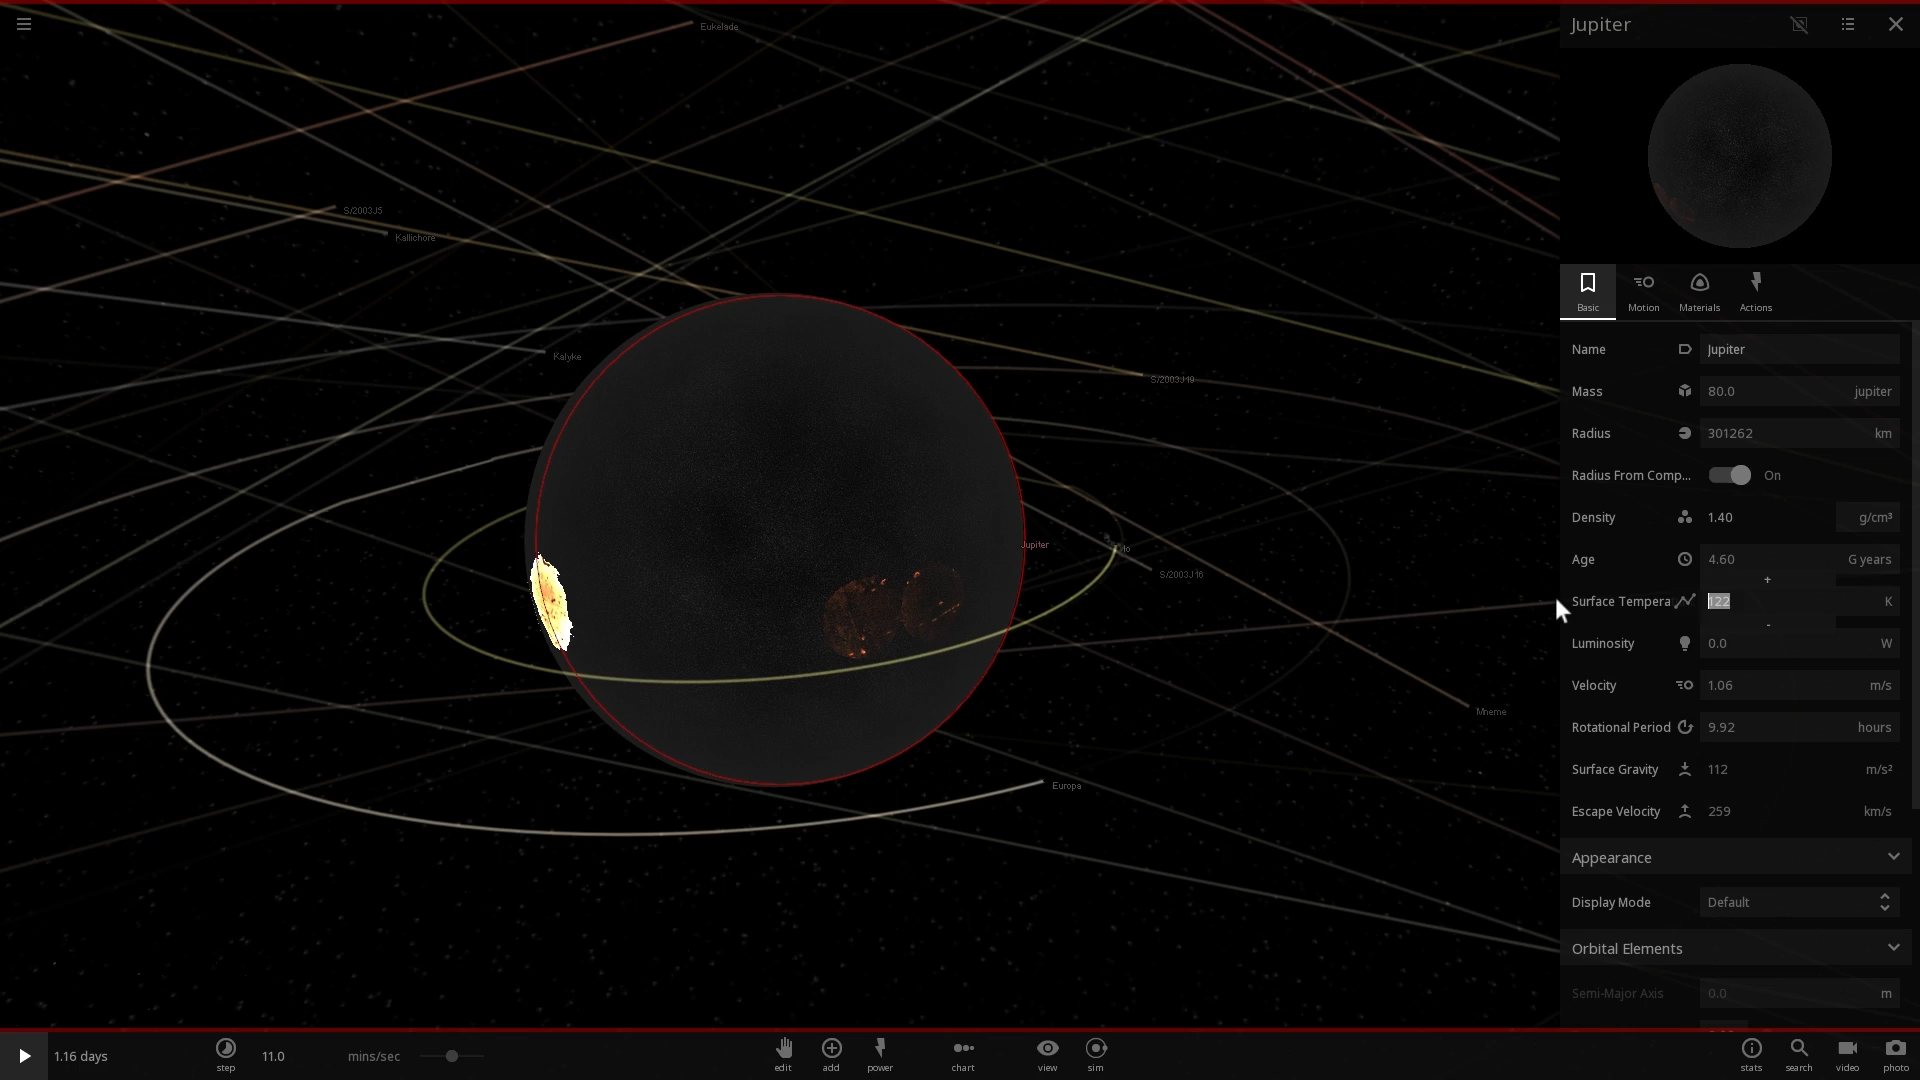 Eukelade
Jupiter
S/2003J5
Kallichore
Basic
Motion
Materials
Actions
Name
Jupiter
Kalyke
S/2003J19
Mass
80.0
jupiter
Radius
301262
km
Radius From Comp...
On
Density
1.40
g/cm³
Jupiter
Io
Age
4.60
G years
+
S/2003J16
Surface Tempera
122
K
-
Luminosity
0.0
W
Velocity
1.06
m/s
Mneme
Rotational Period
9.92
hours
Surface Gravity
112
m/s²
Europa
Escape Velocity
259
km/s
Appearance
Display Mode
Default
Orbital Elements
Semi-Major Axis
0.0
m
1.16 days
step
11.0
mins/sec
edit
add
power
chart
view
sim
stats
search
video
photo